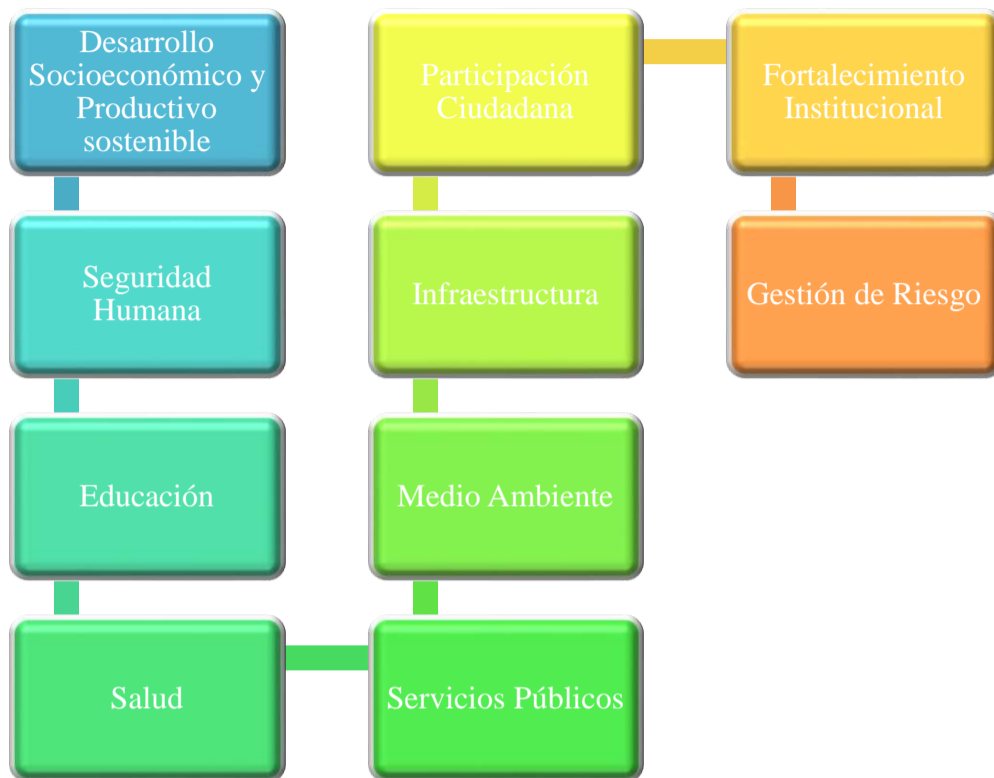 Desarrollo
Socioeconómico y
Productivo
sostenible
Seguridad
Humana
Educación
Salud
Servicios Públicos
Medio Ambiente
Infraestructura
Participación
Ciudadana
Fortalecimiento
Institucional
Gestión de Riesgo